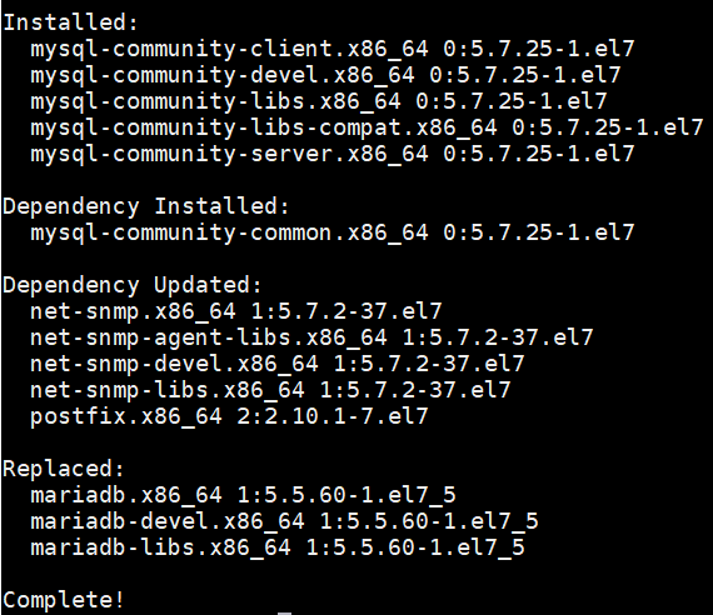 Installed:
mysql-community-client.x86_64 0:5.7.25-1.el7
mysql-community-devel.x86_64 0:5.7.25-1.el7
mysql-community-libs.x86_64 0:5.7.25-1.el7
mysql-community-libs-compat.x86_64 0:5.7.25-1.el7
mysql-community-server.x86_64 0:5.7.25-1.el7
Dependency Installed:
mysql-community-common.x86_64 0:5.7.25-1.el7
Dependency Updated:
net-snmp.x86_64 1:5.7.2-37.el7
net-snmp-agent-libs.x86_64 1:5.7.2-37.el7
net-snmp-devel.x86_64 1:5.7.2-37.el7
net-snmp-libs.x86_64 1:5.7.2-37.el7
postfix.x86_64 2:2.10.1-7.el7
Replaced:
mariadb.x86_64 1:5.5.60-1.el7_5
mariadb-devel.x86_64 1:5.5.60-1.el7_5
mariadb-libs.x86_64 1:5.5.60-1.el7_5
Complete!